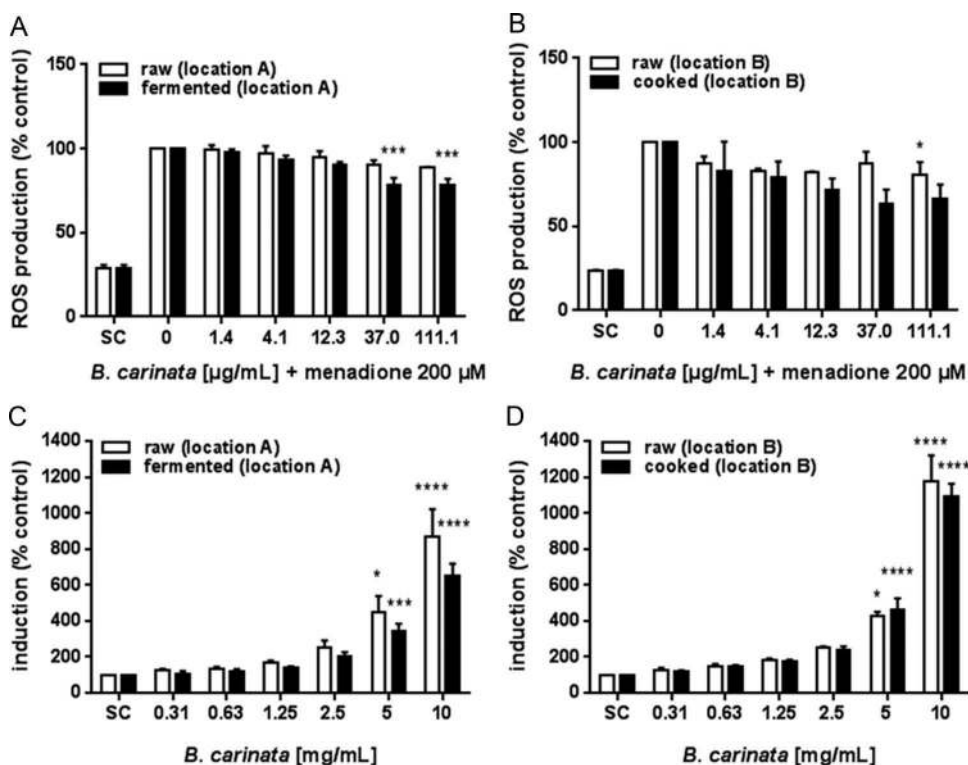 A
150
100
50
0
ROS production (% control)
raw (location A)
fermented (location A)
*** ***
SC 0 1.4 4.1 12.3 37.0 111.1
B. carinata [µg/mL] + menadione 200 µM
B
150
100
50
0
ROS production (% control)
raw (location B)
cooked (location B)
*
SC 0 1.4 4.1 12.3 37.0 111.1
B. carinata [µg/mL] + menadione 200 µM
C
1400
1200
1000
800
600
400
200
0
induction (% control)
raw (location A)
fermented (location A)
* *** **** ****
SC 0.31 0.63 1.25 2.5 5 10
B. carinata [mg/mL]
D
1400
1200
1000
800
600
400
200
0
induction (% control)
raw (location B)
cooked (location B)
* **** **** ****
SC 0.31 0.63 1.25 2.5 5 10
B. carinata [mg/mL]